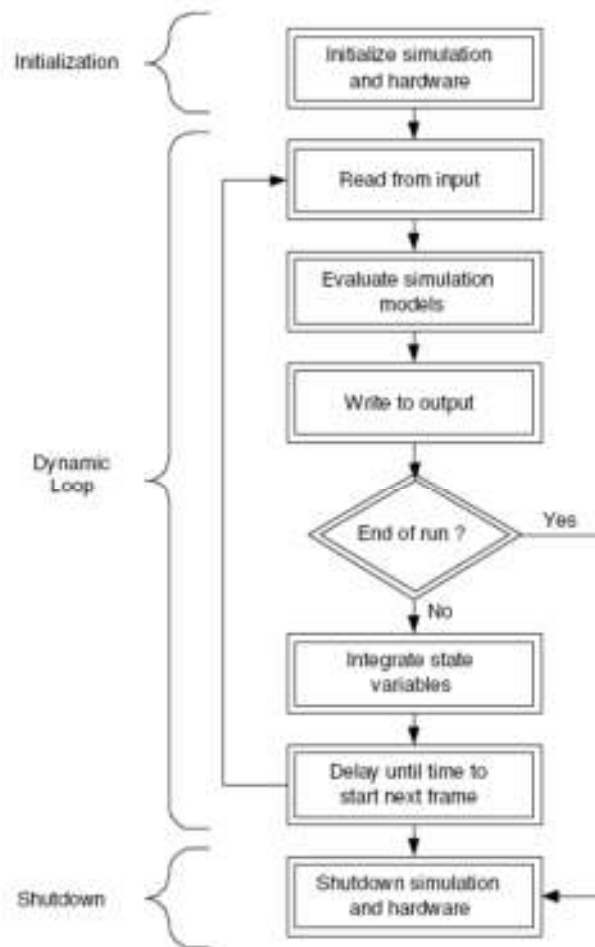 Initialization
Initialize simulation
and hardware
Read from input
Evaluate simulation
models
Write to output
Dynamic
Loop
End of run ?
Yes
No
Integrate state
variables
Delay until time to
start next frame
Shutdown
Shutdown simulation
and hardware